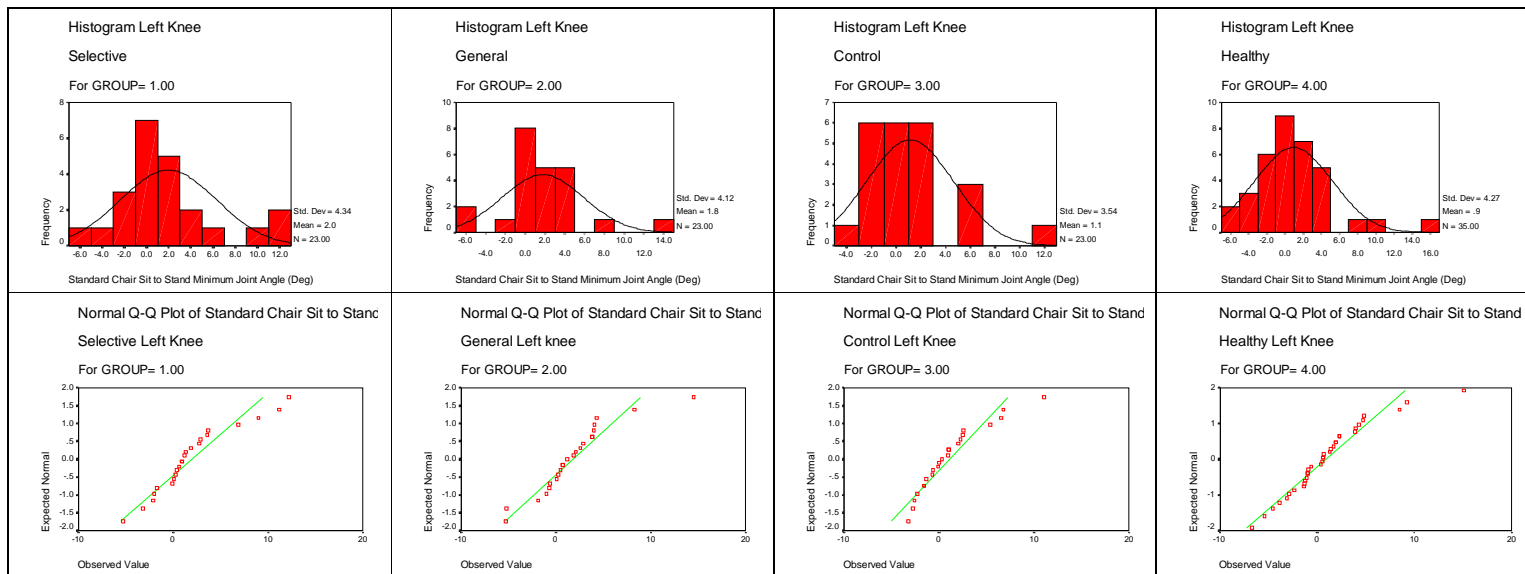 Histogram Left Knee
Selective
For GROUP= 1.00
8
6
4
2
0
Frequency
-6.0 -4.0 -2.0 0.0 2.0 4.0 6.0 8.0 10.0 12.0
Std. Dev = 4.34
Mean = 2.0
N = 23.00
Standard Chair Sit to Stand Minimum Joint Angle (Deg)
Histogram Left Knee
General
For GROUP= 2.00
10
8
6
4
2
0
Frequency
-6.0 -4.0 -2.0 0.0 2.0 4.0 6.0 8.0 10.0 12.0 14.0
Std. Dev = 4.12
Mean = 1.8
N = 23.00
Standard Chair Sit to Stand Minimum Joint Angle (Deg)
Histogram Left Knee
Control
For GROUP= 3.00
7
6
5
4
3
2
1
0
Frequency
-4.0 -2.0 0.0 2.0 4.0 6.0 8.0 10.0 12.0
Std. Dev = 3.54
Mean = 1.1
N = 23.00
Standard Chair Sit to Stand Minimum Joint Angle (Deg)
Histogram Left Knee
Healthy
For GROUP= 4.00
10
8
6
4
2
0
Frequency
-6.0 -4.0 -2.0 0.0 2.0 4.0 6.0 8.0 10.0 12.0 14.0 16.0
Std. Dev = 4.27
Mean = .9
N = 35.00
Standard Chair Sit to Stand Minimum Joint Angle (Deg)
Normal Q-Q Plot of Standard Chair Sit to Stand
Selective Left Knee
For GROUP= 1.00
2.0
1.5
1.0
.5
0.0
-.5
-1.0
-1.5
-2.0
Expected Normal
-10 0 10 20
Observed Value
Normal Q-Q Plot of Standard Chair Sit to Stand
General Left knee
For GROUP= 2.00
2.0
1.5
1.0
.5
0.0
-.5
-1.0
-1.5
-2.0
Expected Normal
-10 0 10 20
Observed Value
Normal Q-Q Plot of Standard Chair Sit to Stand
Control Left Knee
For GROUP= 3.00
2.0
1.5
1.0
.5
0.0
-.5
-1.0
-1.5
-2.0
Expected Normal
-10 0 10 20
Observed Value
Normal Q-Q Plot of Standard Chair Sit to Stand
Healthy Left Knee
For GROUP= 4.00
2
1
0
-1
-2
Expected Normal
-10 0 10 20
Observed Value